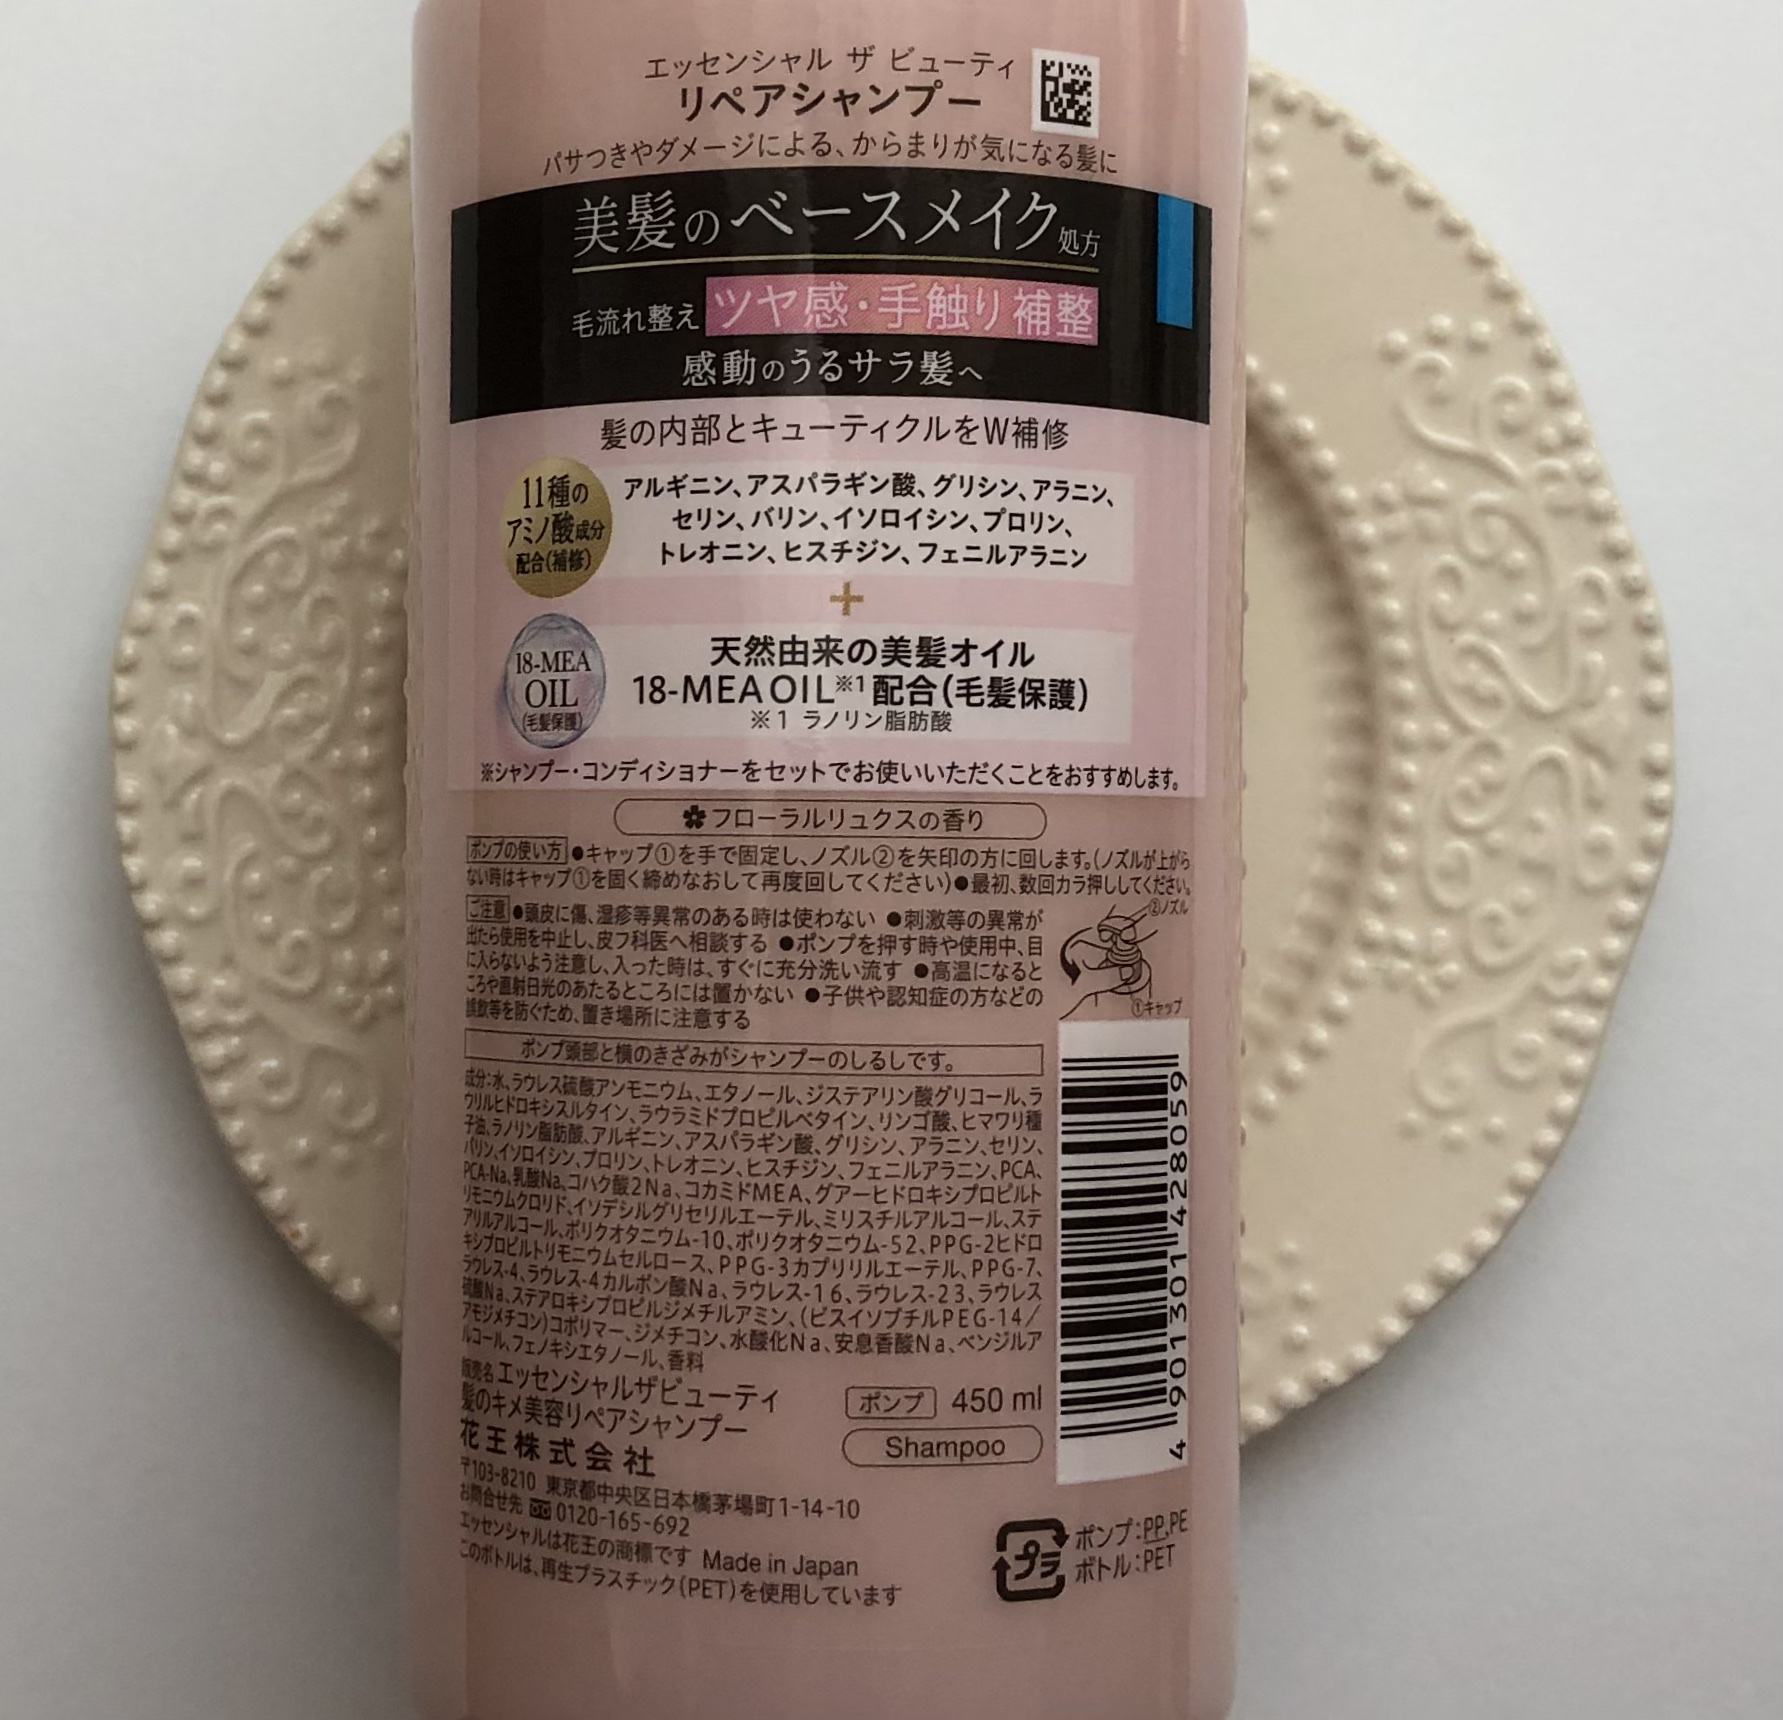 エッセンシャル ザ ビューティ
リペアシャンプー
パサつきやダメージによる、からまりが気になる髪に
美髪のベースメイク処方
毛流れ整え ツヤ感・手触り補整
感動のうるサラ髪へ
髪の内部とキューティクルをW補修
11種の
アミノ酸成分
配合(補修)
アルギニン、アスパラギン酸、グリシン、アラニン、
セリン、バリン、イソロイシン、プロリン、
トレオニン、ヒスチジン、フェニルアラニン
+
18-MEA
OIL
(毛髪保護)
天然由来の美髪オイル
18-MEA OIL※1配合(毛髪保護)
※1 ラノリン脂肪酸
※シャンプー・コンディショナーをセットでお使いいただくことをおすすめします。
フローラルリュクスの香り
ポンプの使い方 ●キャップ①を手で固定し、ノズル②を矢印の方に回します。(ノズルが上がら
ない時はキャップ①を固く締めなおして再度回してください)●最初、数回カラ押ししてください。
ご注意 ●頭皮に傷、湿疹等異常のある時は使わない ●刺激等の異常が
出たら使用を中止し、皮フ科医へ相談する ●ポンプを押す時や使用中、目
に入らないよう注意し、入った時は、すぐに充分洗い流す ●高温になると
ころや直射日光のあたるところには置かない ●子供や認知症の方などの
誤飲等を防ぐため、置き場所に注意する
②ノズル
①キャップ
ポンプ頭部と横のきざみがシャンプーのしるしです。
成分:水、ラウレス硫酸アンモニウム、エタノール、ジステアリン酸グリコール、ラ
ウリルヒドロキシスルタイン、ラウラミドプロピルベタイン、リンゴ酸、ヒマワリ種
子油、ラノリン脂肪酸、アルギニン、アスパラギン酸、グリシン、アラニン、セリン、
バリン、イソロイシン、プロリン、トレオニン、ヒスチジン、フェニルアラニン、PCA、
PCA-Na、乳酸Na、コハク酸2Na、コカミドMEA、グアーヒドロキシプロピルト
リモニウムクロリド、イソデシルグリセリルエーテル、ミリスチルアルコール、ステ
アリルアルコール、ポリクオタニウム-10、ポリクオタニウム-52、PPG-2ヒドロ
キシプロピルトリモニウムセルロース、PPG-3カプリリルエーテル、PPG-7、
ラウレス-4、ラウレス-4カルボン酸Na、ラウレス-16、ラウレス-23、ラウレス
硫酸Na、ステアロキシプロピルジメチルアミン、(ビスイソブチルPEG-14/
アモジメチコン)コポリマー、ジメチコン、水酸化Na、安息香酸Na、ベンジルア
ルコール、フェノキシエタノール、香料
販売名 エッセンシャルザビューティ
髪のキメ美容リペアシャンプー
花王株式会社
〒103-8210 東京都中央区日本橋茅場町1-14-10
お問合せ先 0120-165-692
エッセンシャルは花王の商標です Made in Japan
このボトルは、再生プラスチック(PET)を使用しています
ポンプ 450 ml
Shampoo
4 901301 428059
プラ
ポンプ:PP,PE
ボトル:PET